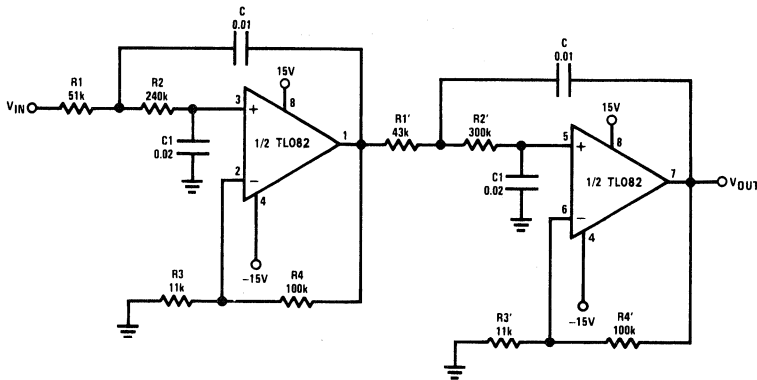 C
0.01
R1
51k
R2
240k
VIN
15V
8
3
+
1/2 TL082
1
2
−
4
C1
0.02
-15V
R3
11k
R4
100k
R1'
43k
R2'
300k
C
0.01
15V
8
5
+
1/2 TL082
7
6
−
4
C1
0.02
VOUT
-15V
R3'
11k
R4'
100k